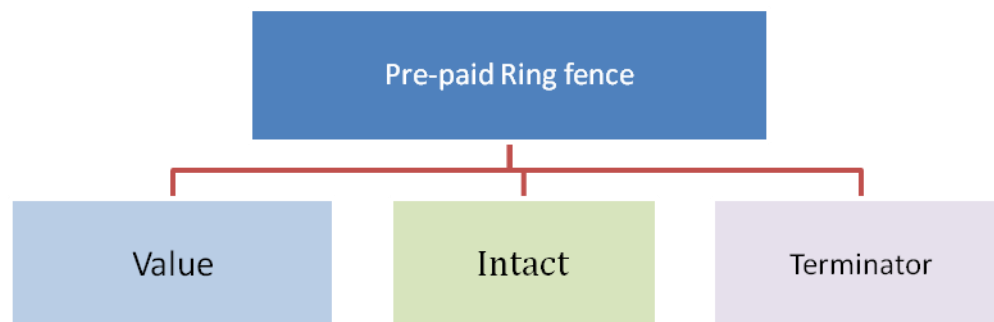 Pre-paid Ring fence
Value
Intact
Terminator